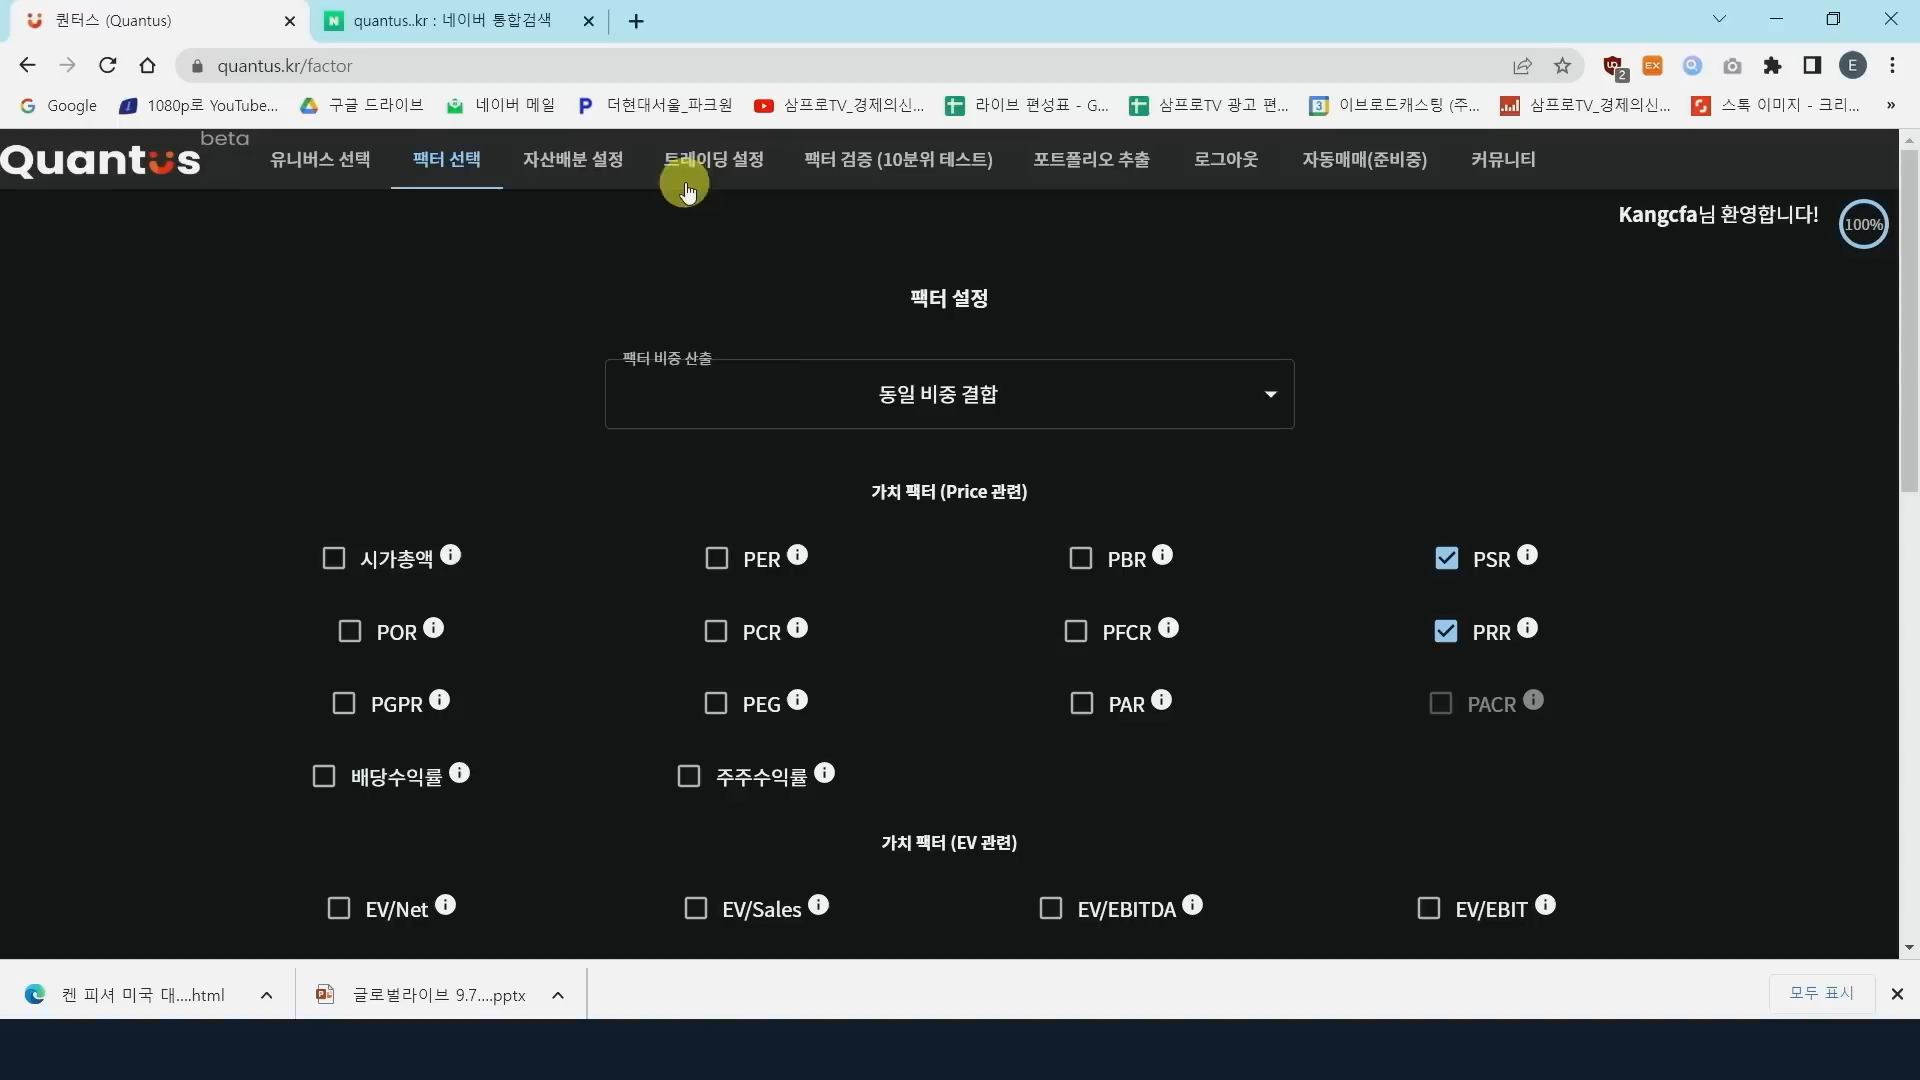 퀀터스 (Quantus)
quantus..kr : 네이버 통합검색
quantus.kr/factor
2
EX
E
Google
1080p로 YouTube...
구글 드라이브
네이버 메일
더현대서울_파크원
삼프로TV_경제의신...
라이브 편성표 - G...
삼프로TV 광고 편...
이브로드캐스팅 (주...
삼프로TV_경제의신...
스톡 이미지 - 크리...
»
Quantus beta
유니버스 선택
팩터 선택
자산배분 설정
트레이딩 설정
팩터 검증 (10분위 테스트)
포트폴리오 추출
로그아웃
자동매매(준비중)
커뮤니티
Kangcfa님 환영합니다!
100%
팩터 설정
팩터 비중 산출
동일 비중 결합
가치 팩터 (Price 관련)
시가총액
PER
PBR
PSR
POR
PCR
PFCR
PRR
PGPR
PEG
PAR
PACR
배당수익률
주주수익률
가치 팩터 (EV 관련)
EV/Net
EV/Sales
EV/EBITDA
EV/EBIT
켄 피셔 미국 대....html
글로벌라이브 9.7....pptx
모두 표시